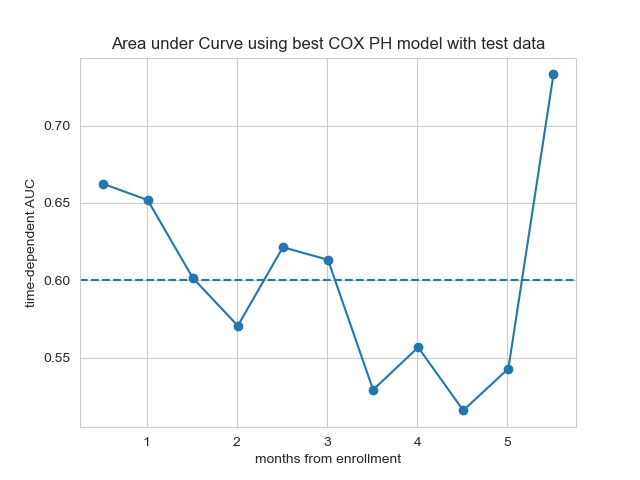 Area under Curve using best COX PH model with test data
time-dependent AUC
0.70
0.65
0.60
0.55
1 2 3 4 5
months from enrollment